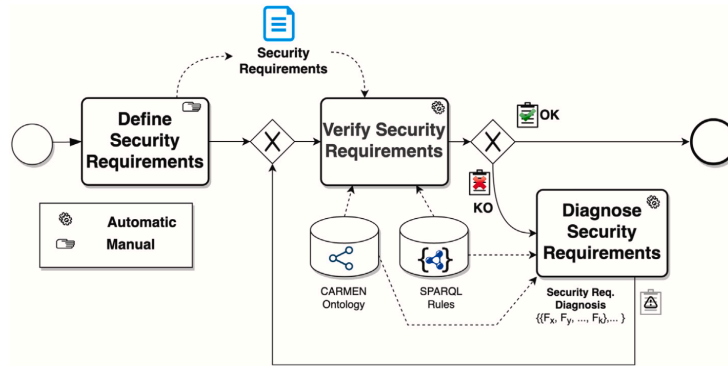 Security
Requirements
Define
Security
Requirements
X
Verify Security
Requirements
X
OK
KO
Automatic
Manual
Diagnose
Security
Requirements
CARMEN
Ontology
SPARQL
Rules
Security Req.
Diagnosis
{{Fx, Fy, ..., Fk},... }